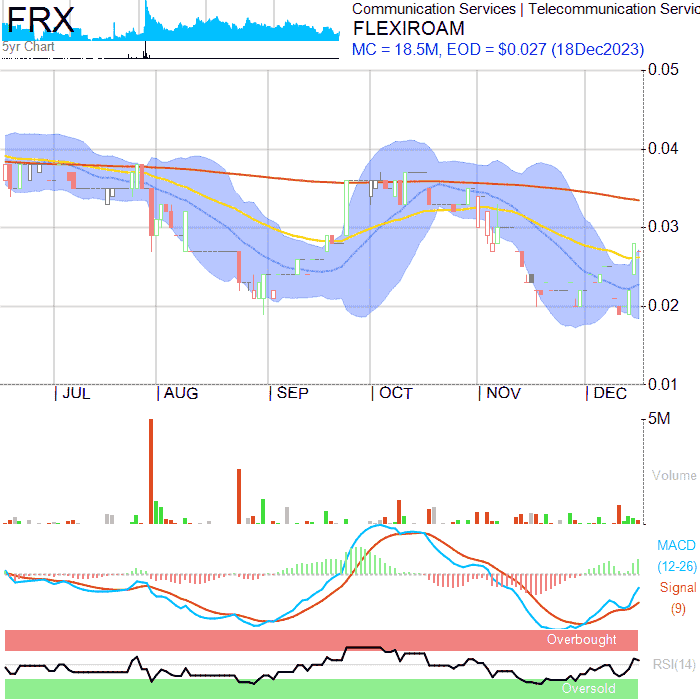 FRX
5yr Chart
Communication Services | Telecommunication Servic
FLEXIROAM
MC = 18.5M, EOD = $0.027 (18Dec2023)
0.05
0.04
0.03
0.02
0.01
JUL AUG SEP OCT NOV DEC
5M
Volume
MACD
(12-26)
Signal
(9)
Overbought
RSI(14)
Oversold